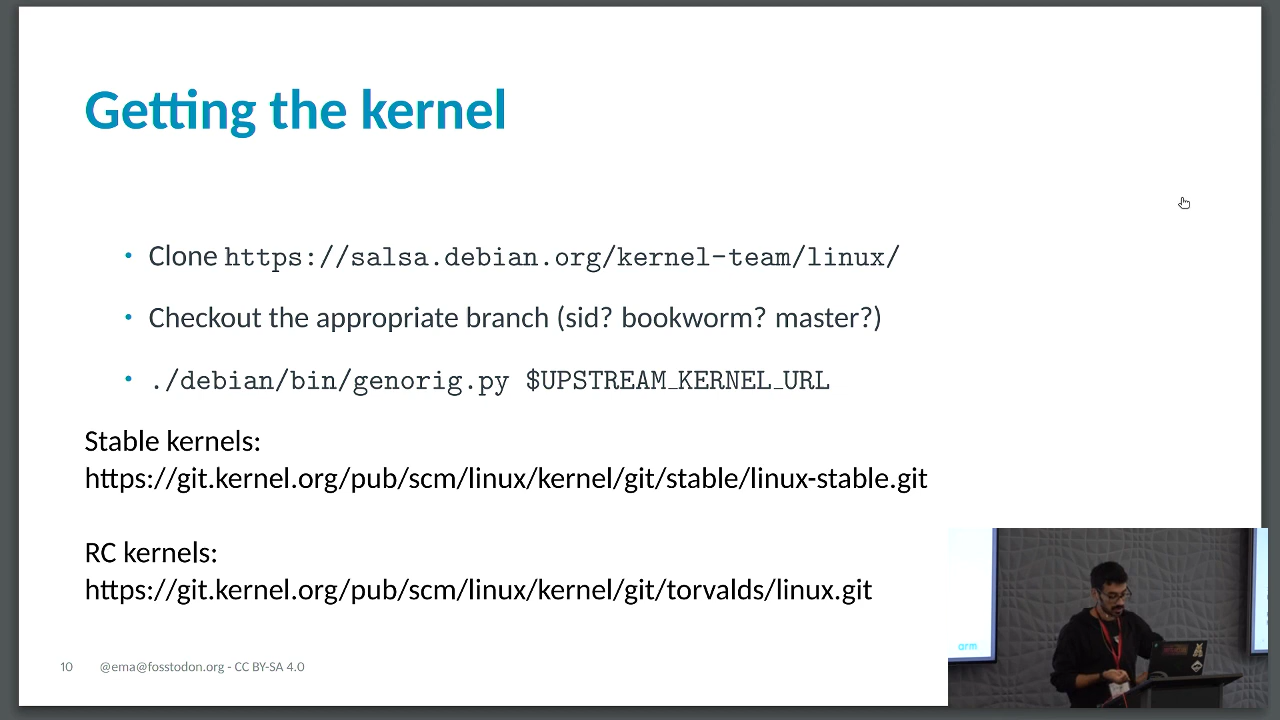 Getting the kernel
• Clone https://salsa.debian.org/kernel-team/linux/
• Checkout the appropriate branch (sid? bookworm? master?)
• ./debian/bin/genorig.py $UPSTREAM_KERNEL_URL
Stable kernels:
https://git.kernel.org/pub/scm/linux/kernel/git/stable/linux-stable.git
RC kernels:
https://git.kernel.org/pub/scm/linux/kernel/git/torvalds/linux.git
10 @ema@fosstodon.org - CC BY-SA 4.0
arm